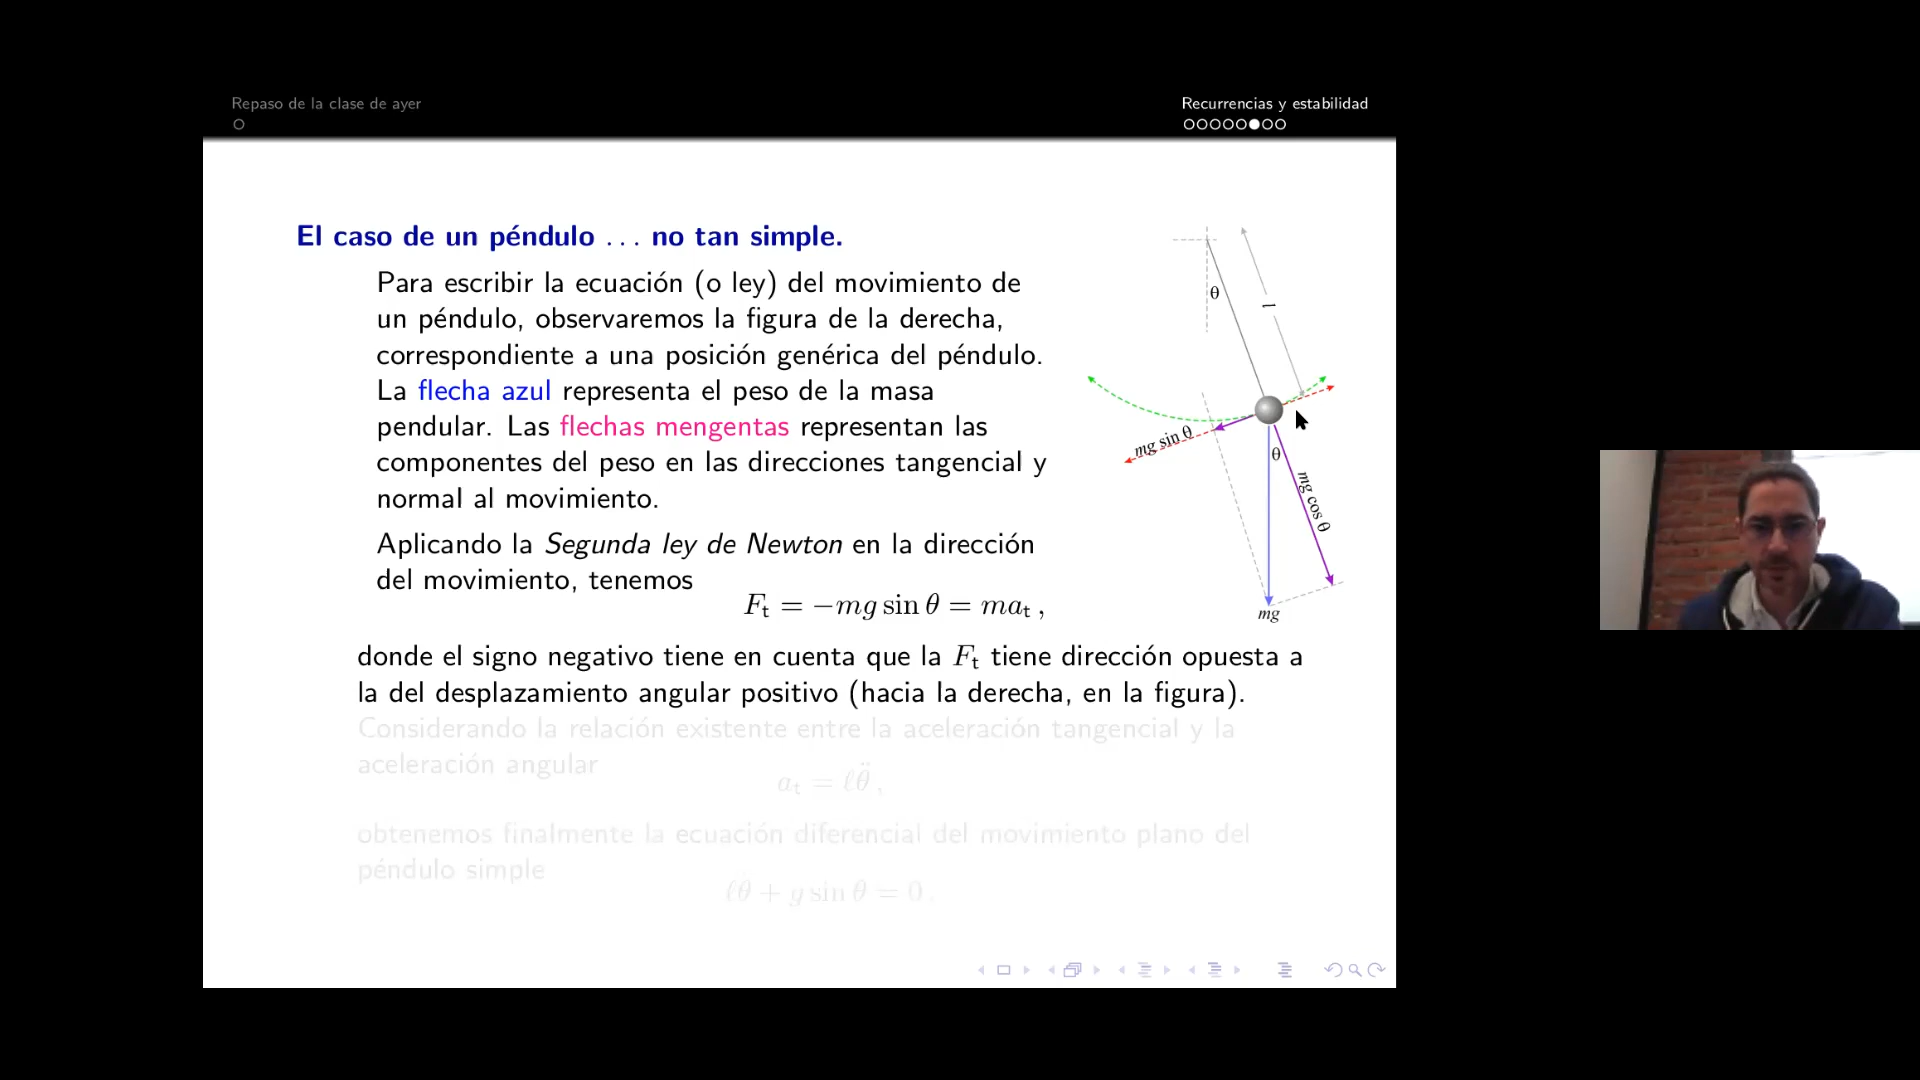 Repaso de la clase de ayer
Recurrencias y estabilidad
El caso de un péndulo ... no tan simple.
Para escribir la ecuación (o ley) del movimiento de
un péndulo, observaremos la figura de la derecha,
correspondiente a una posición genérica del péndulo.
La flecha azul representa el peso de la masa
pendular. Las flechas mengentas representan las
componentes del peso en las direcciones tangencial y
normal al movimiento.
Aplicando la Segunda ley de Newton en la dirección
del movimiento, tenemos
Fₜ = −mg sin θ = maₜ ,
donde el signo negativo tiene en cuenta que la Fₜ tiene dirección opuesta a
la del desplazamiento angular positivo (hacia la derecha, en la figura).
Considerando la relación existente entre la aceleración tangencial y la
aceleración angular
aₜ = ℓθ̈ ,
obtenemos finalmente la ecuación diferencial del movimiento plano del
péndulo simple
ℓθ̈ + g sin θ = 0 .
θ
l
mg sin θ
θ
mg cos θ
mg